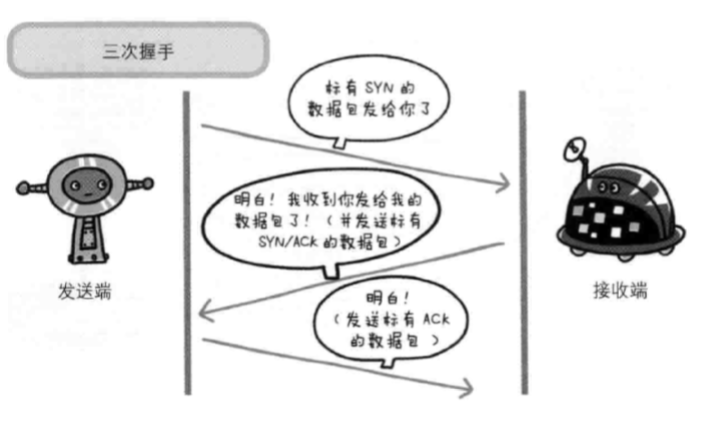 三次握手
标有 SYN 的
数据包发给你了
明白！我收到你发给我的
数据包了！（并发送标有
SYN/ACK 的数据包）
发送端
接收端
明白！
（发送标有 ACK
的数据包）